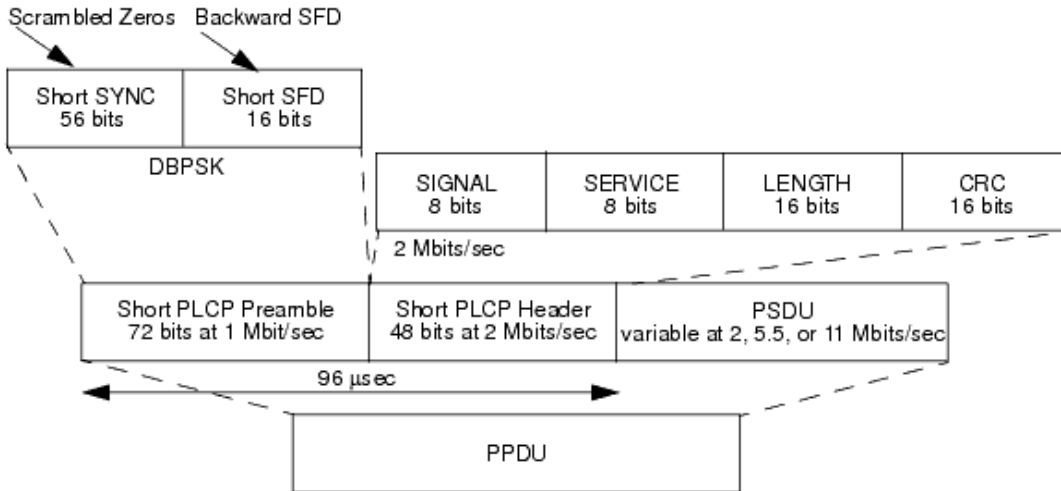 Scrambled Zeros
Backward SFD
Short SYNC
56 bits
Short SFD
16 bits
DBPSK
SIGNAL
8 bits
SERVICE
8 bits
LENGTH
16 bits
CRC
16 bits
2 Mbits/sec
Short PLCP Preamble
72 bits at 1 Mbit/sec
Short PLCP Header
48 bits at 2 Mbits/sec
PSDU
variable at 2, 5.5, or 11 Mbits/sec
96 μsec
PPDU